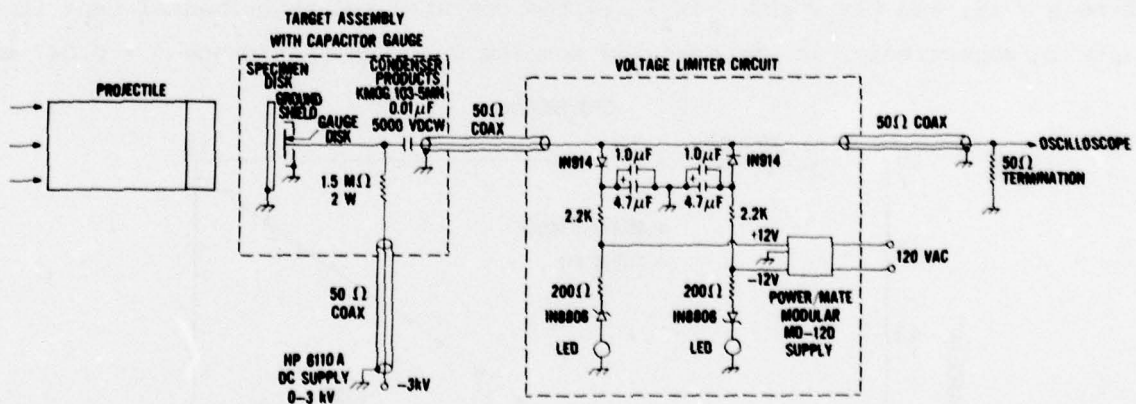 TARGET ASSEMBLY
WITH CAPACITOR GAUGE
PROJECTILE
SPECIMEN
DISK
GROUND
SHIELD
GAUGE
DISK
CONDENSER
PRODUCTS
KMOG 103-5MN
0.01μF
5000 VDCW
1.5 MΩ
2 W
50 Ω
COAX
HP 6110A
DC SUPPLY
0-3 kV
-3kV
50Ω
COAX
VOLTAGE LIMITER CIRCUIT
IN914
1.0μF
1.0μF
IN914
+
+
4.7μF
4.7μF
2.2K
2.2K
+12V
-12V
200Ω
200Ω
IN8806
IN8806
LED
LED
POWER/MATE
MODULAR
MD-120
SUPPLY
120 VAC
50Ω COAX
OSCILLOSCOPE
50Ω
TERMINATION